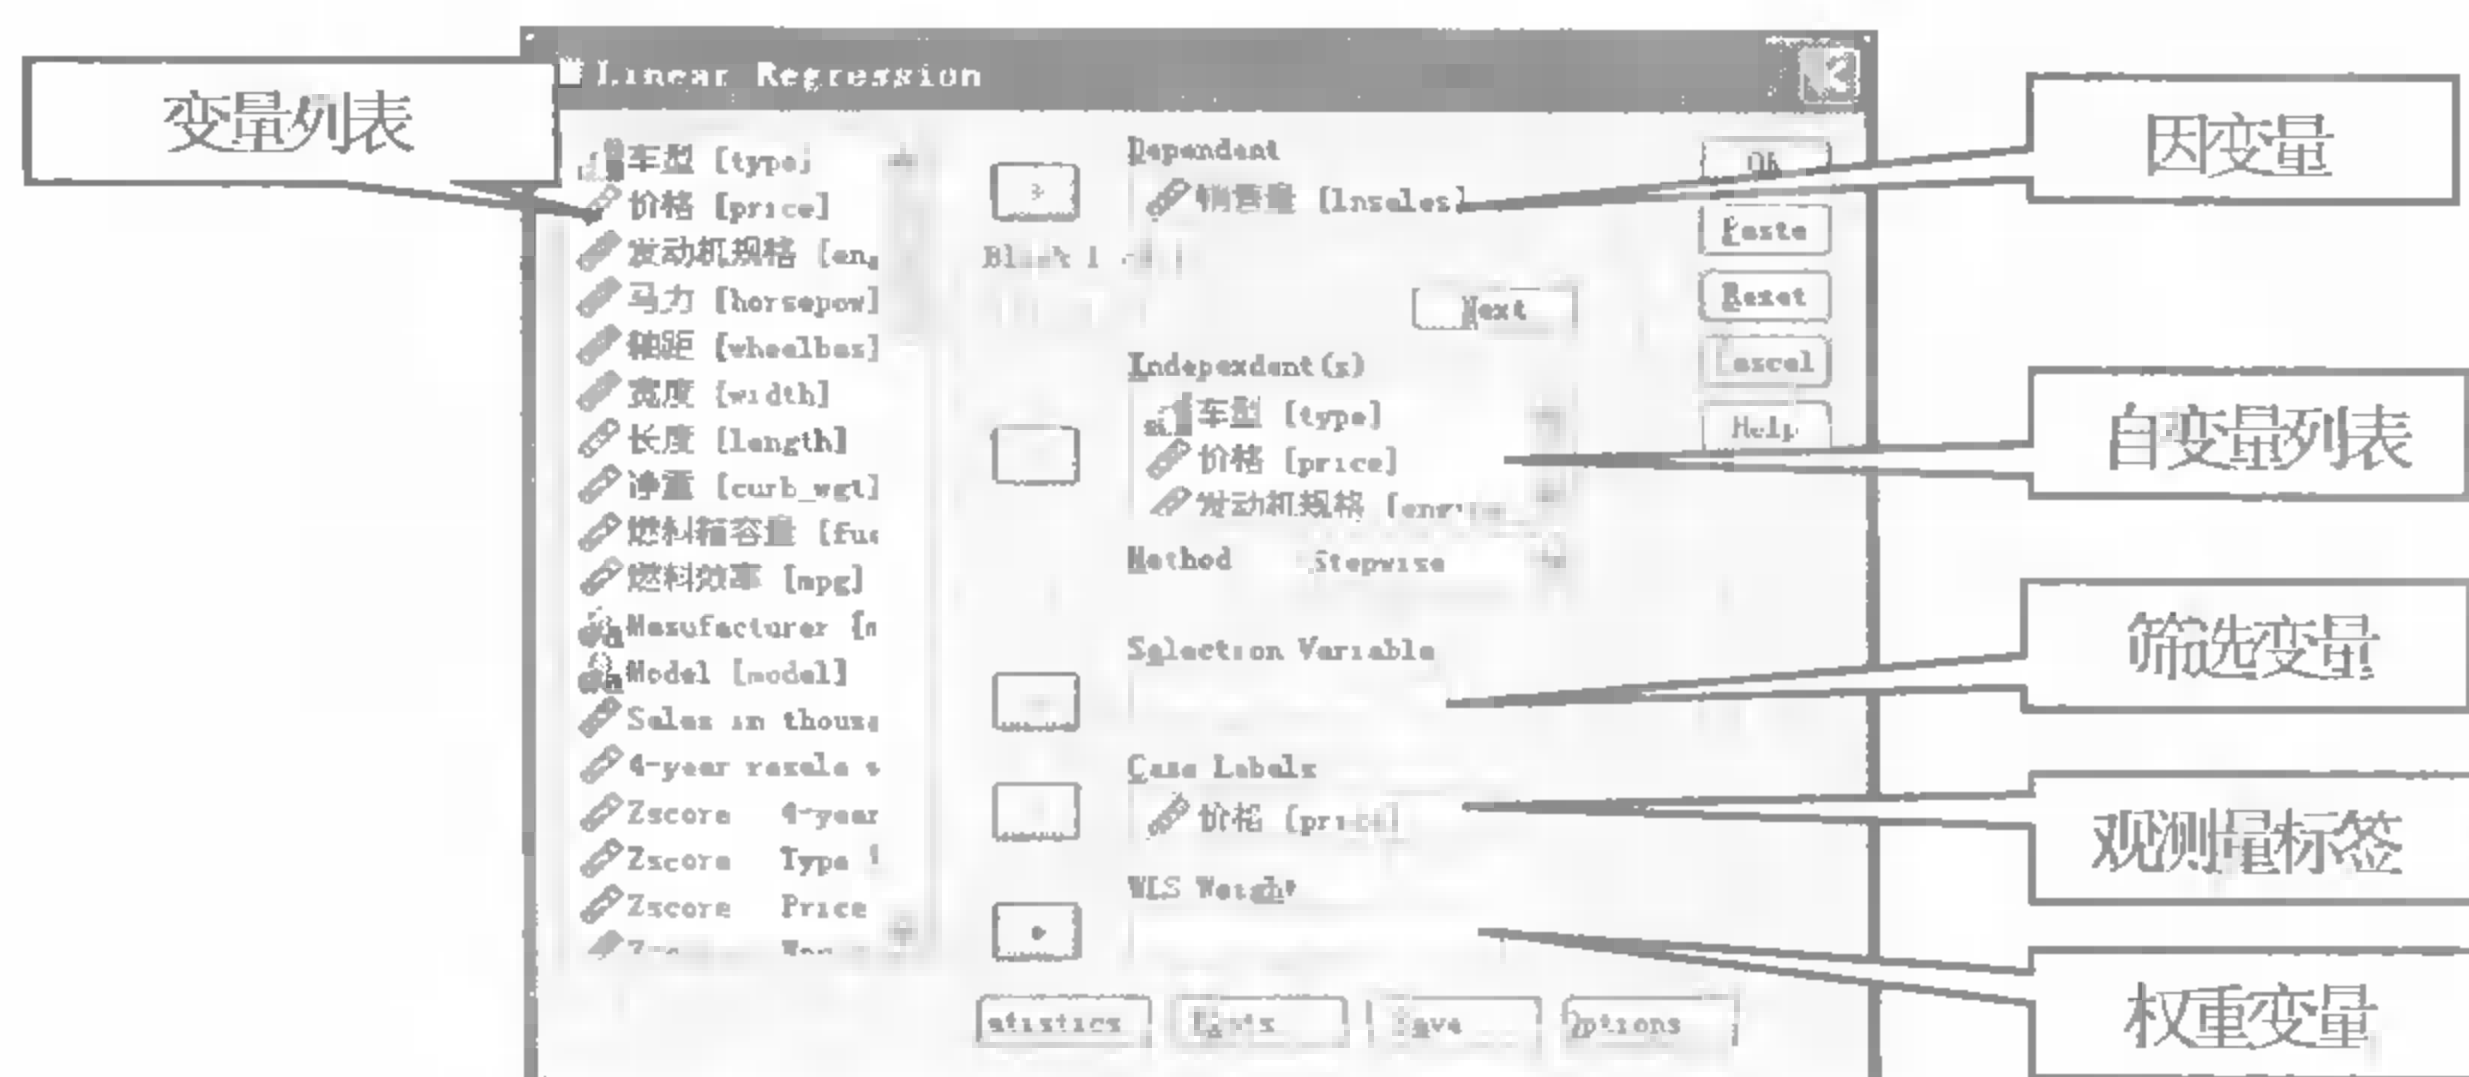 Linear Regression
变量列表
车型 [type]
价格 [price]
发动机规格 [eng
马力 [horsepow]
轴距 [wheelbas]
宽度 [width]
长度 [length]
净重 [curb_wgt]
燃料箱容量 [fue
燃料效率 [mpg]
Manufacturer [m
Model [model]
Sales in thousa
4-year resale v
Zscore 4-year
Zscore Type
Zscore Price
Dependent
销售量 [lnsales]
Block 1
Next
Independent(s)
车型 [type]
价格 [price]
发动机规格 [engine
Method Stepwise
Selection Variable
Case Labels
价格 [price]
WLS Weight
Statistics Plots Save Options
OK
Paste
Reset
Cancel
Help
因变量
自变量列表
筛选变量
观测量标签
权重变量